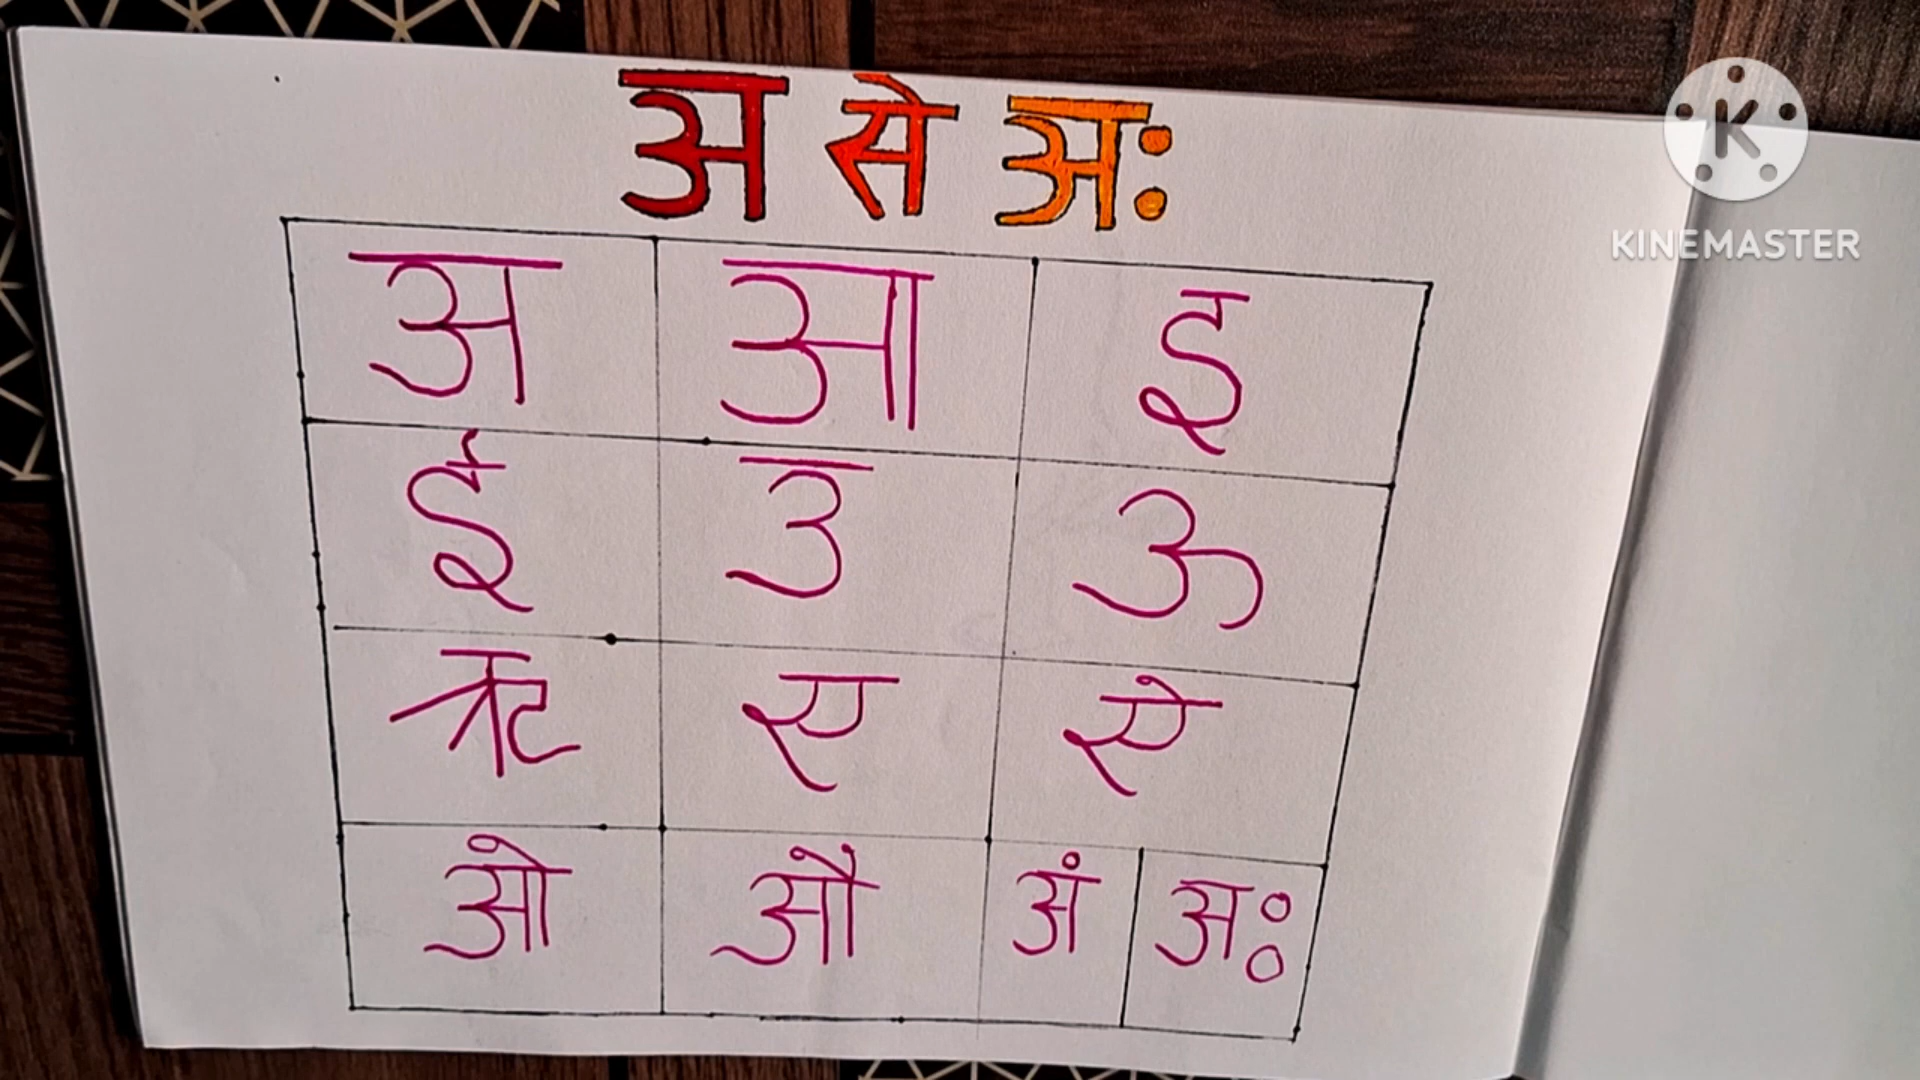 अ से अः
अ आ इ
ई उ ऊ
ऋ ए ऐ
ओ औ अं अः
K
KINEMASTER